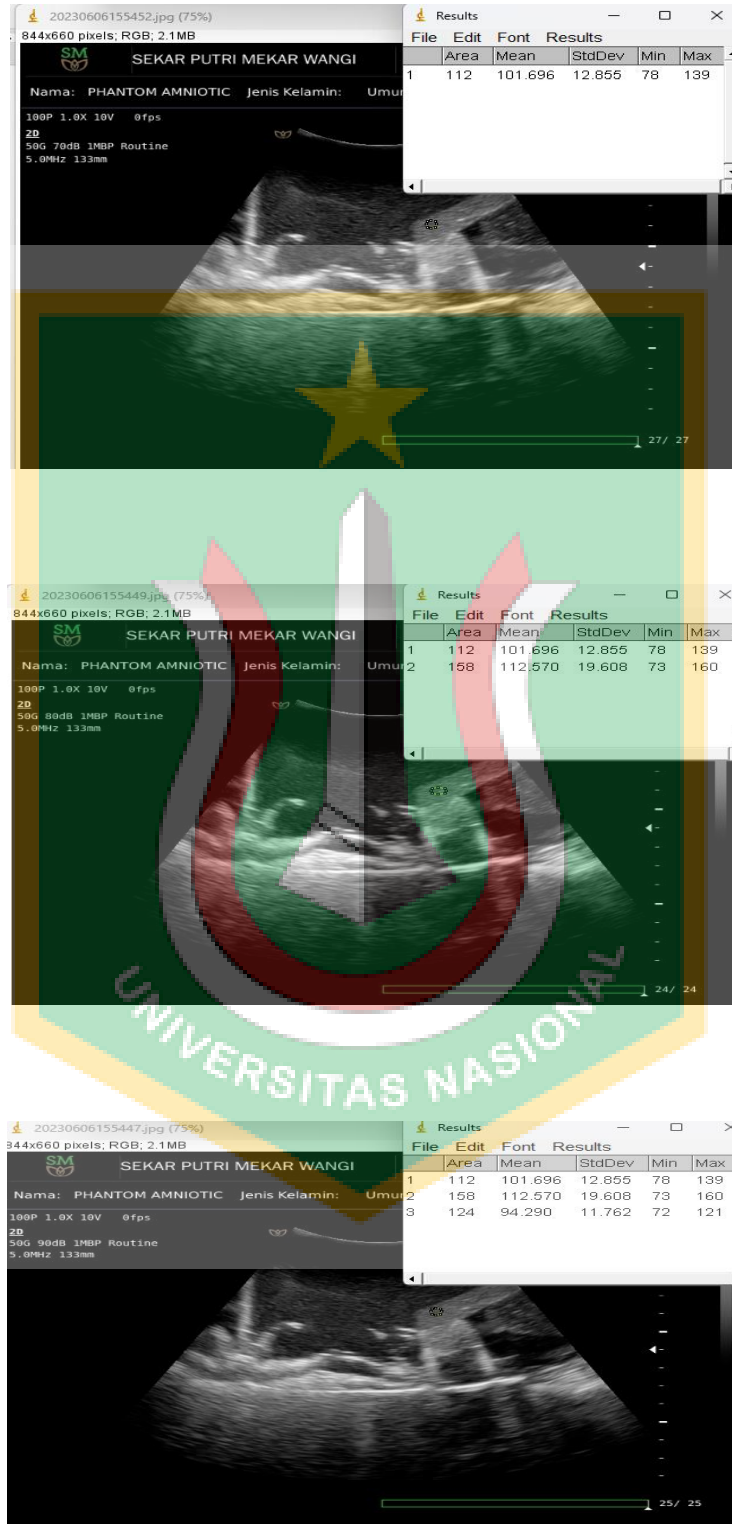 20230606155452.jpg (75%)
844x660 pixels; RGB; 2.1MB
SM
SEKAR PUTRI MEKAR WANGI
Nama: PHANTOM AMNIOTIC Jenis Kelamin: Umu
100P 1.0X 10V 0fps
2D
50G 70dB 1MBP Routine
5.0MHz 133mm
27/ 27
Results
File Edit Font Results
Area Mean StdDev Min Max
1 112 101.696 12.855 78 139
20230606155449.jpg (75%)
844x660 pixels; RGB; 2.1MB
SM
SEKAR PUTRI MEKAR WANGI
Nama: PHANTOM AMNIOTIC Jenis Kelamin: Umur
100P 1.0X 10V 0fps
2D
50G 80dB 1MBP Routine
5.0MHz 133mm
24/ 24
Results
File Edit Font Results
Area Mean StdDev Min Max
1 112 101.696 12.855 78 139
2 158 112.570 19.608 73 160
UNIVERSITAS NASIONAL
20230606155447.jpg (75%)
844x660 pixels; RGB; 2.1MB
SM
SEKAR PUTRI MEKAR WANGI
Nama: PHANTOM AMNIOTIC Jenis Kelamin: Umur
100P 1.0X 10V 0fps
2D
50G 90dB 1MBP Routine
5.0MHz 133mm
25/ 25
Results
File Edit Font Results
Area Mean StdDev Min Max
1 112 101.696 12.855 78 139
2 158 112.570 19.608 73 160
3 124 94.290 11.762 72 121